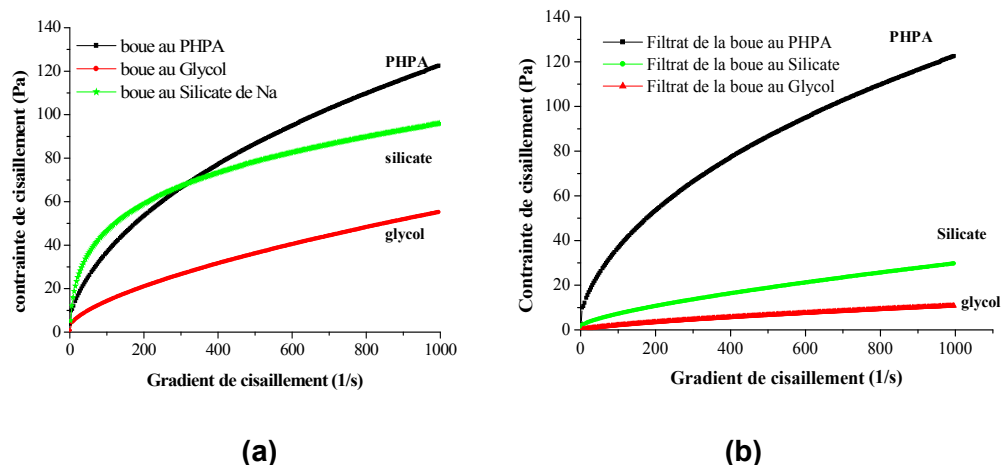 140
120
100
80
60
40
20
0
contrainte de cisaillement (Pa)
boue au PHPA
boue au Glycol
boue au Silicate de Na
PHPA
silicate
glycol
0 200 400 600 800 1000
Gradient de cisaillement (1/s)
(a)
140
120
100
80
60
40
20
0
Contrainte de cisaillement (Pa)
Filtrat de la boue au PHPA
Filtrat de la boue au Silicate
Filtrat de la boue au Glycol
PHPA
Silicate
glycol
0 200 400 600 800 1000
Gradient de cisaillement (1/s)
(b)